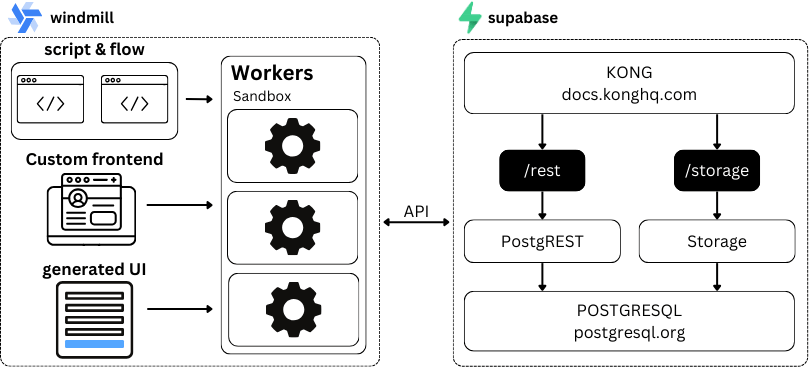 windmill
script & flow
</>
</>
Custom frontend
generated UI
Workers
Sandbox
API
supabase
KONG
docs.konghq.com
/rest
/storage
PostgREST
Storage
POSTGRESQL
postgresql.org